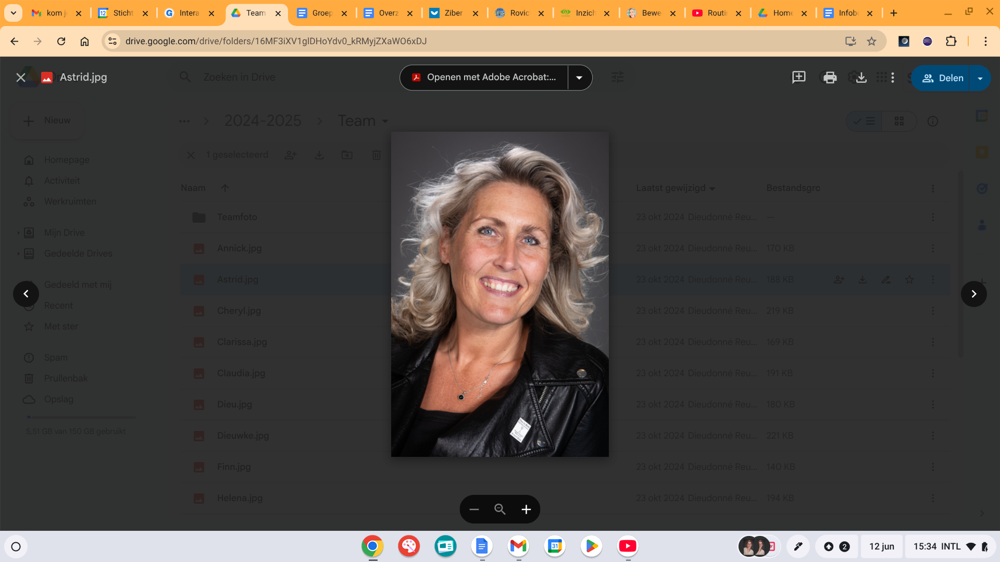 kom j
Sticht
Intera
Team
Groep
Overz
Ziber
Rovic
Inzich
Bewe
Routi
Home
Infob
drive.google.com/drive/folders/16MF3iXV1glDHoYdv0_kRMyjZXaWO6xDJ
Astrid.jpg
Zoeken in Drive
Openen met Adobe Acrobat:...
Delen
Nieuw
2024-2025
Team
1 geselecteerd
Homepage
Activiteit
Werkruimten
Mijn Drive
Gedeelde Drives
Gedeeld met mij
Recent
Met ster
Spam
Prullenbak
Opslag
5,51 GB van 150 GB gebruikt
Naam
Laatst gewijzigd
Bestandsgro
Teamfoto
23 okt 2024 Dieudonné Reu... —
Annick.jpg
23 okt 2024 Dieudonné Reu... 170 KB
Astrid.jpg
23 okt 2024 Dieudonné Reu... 188 KB
Cheryl.jpg
23 okt 2024 Dieudonné Reu... 219 KB
Clarissa.jpg
23 okt 2024 Dieudonné Reu... 169 KB
Claudia.jpg
23 okt 2024 Dieudonné Reu... 191 KB
Dieu.jpg
23 okt 2024 Dieudonné Reu... 180 KB
Dieuwke.jpg
23 okt 2024 Dieudonné Reu... 221 KB
Finn.jpg
23 okt 2024 Dieudonné Reu... 140 KB
Helena.jpg
23 okt 2024 Dieudonné Reu... 194 KB
31
2
12 jun
15:34 INTL